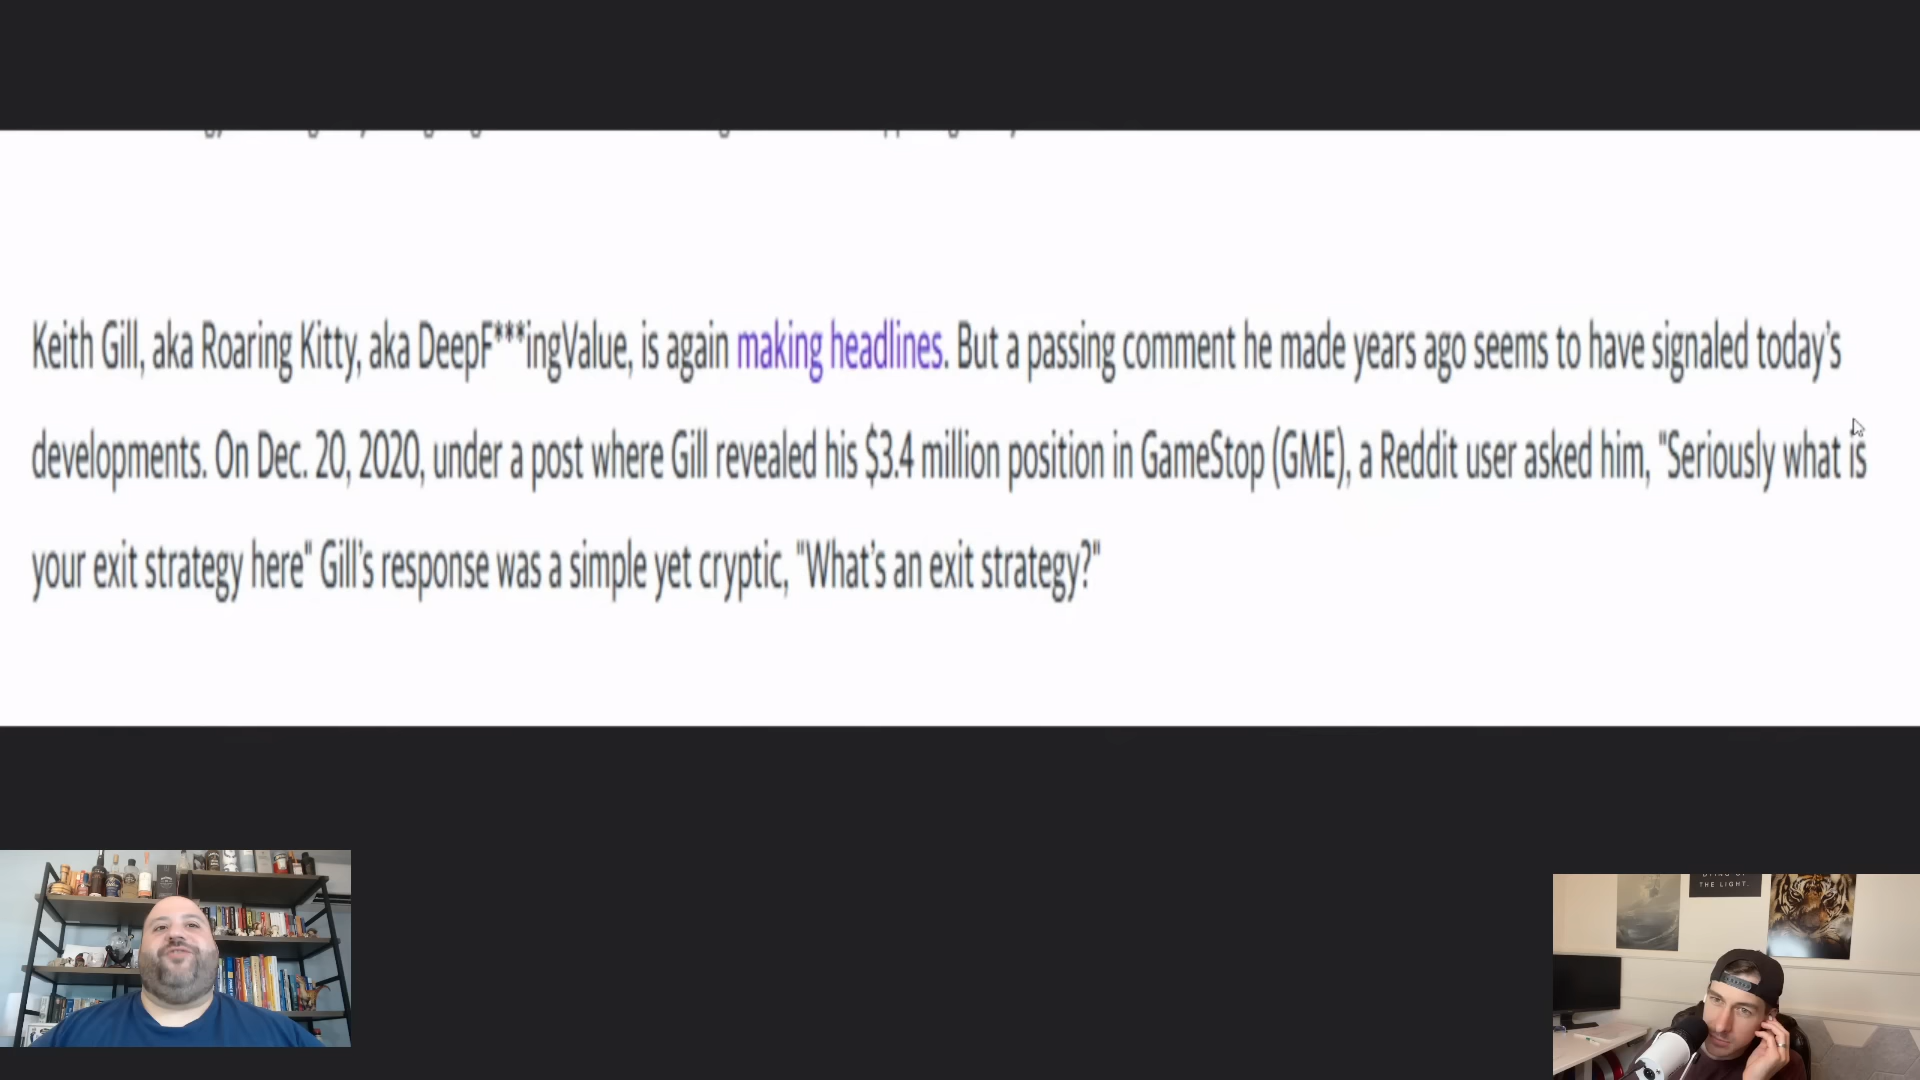 Keith Gill, aka Roaring Kitty, aka DeepF***ingValue, is again making headlines. But a passing comment he made years ago seems to have signaled today's
developments. On Dec. 20, 2020, under a post where Gill revealed his $3.4 million position in GameStop (GME), a Reddit user asked him, "Seriously what is
your exit strategy here" Gill's response was a simple yet cryptic, "What's an exit strategy?"
THE LIGHT.